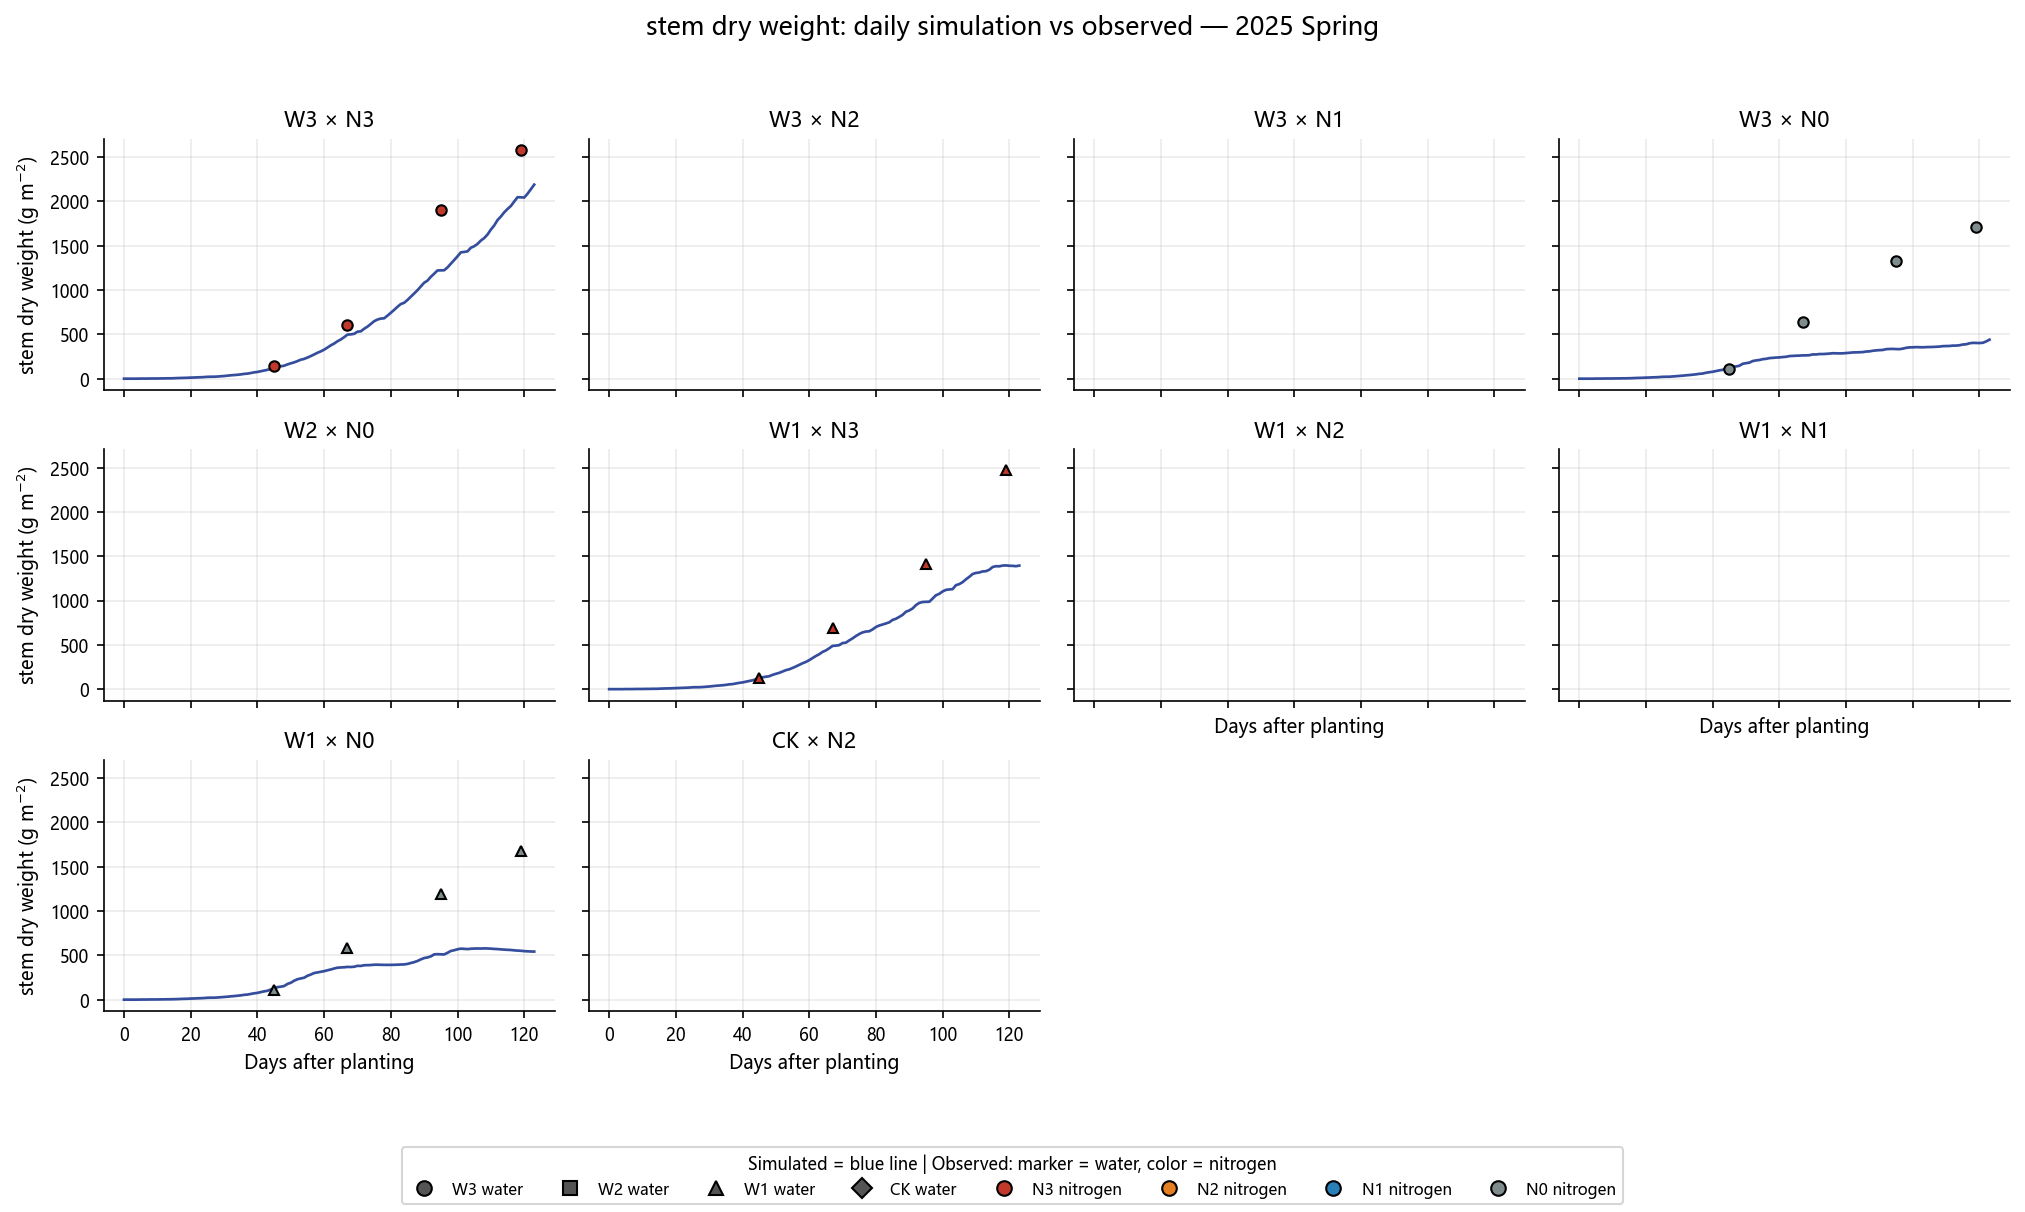 stem dry weight: daily simulation vs observed — 2025 Spring
W3 × N3
W3 × N2
W3 × N1
W3 × N0
stem dry weight (g m⁻²)
2500
2000
1500
1000
500
0
W2 × N0
W1 × N3
W1 × N2
W1 × N1
stem dry weight (g m⁻²)
2500
2000
1500
1000
500
0
Days after planting
Days after planting
W1 × N0
CK × N2
stem dry weight (g m⁻²)
2500
2000
1500
1000
500
0
0 20 40 60 80 100 120
0 20 40 60 80 100 120
Days after planting
Days after planting
Simulated = blue line | Observed: marker = water, color = nitrogen
W3 water W2 water W1 water CK water N3 nitrogen N2 nitrogen N1 nitrogen N0 nitrogen